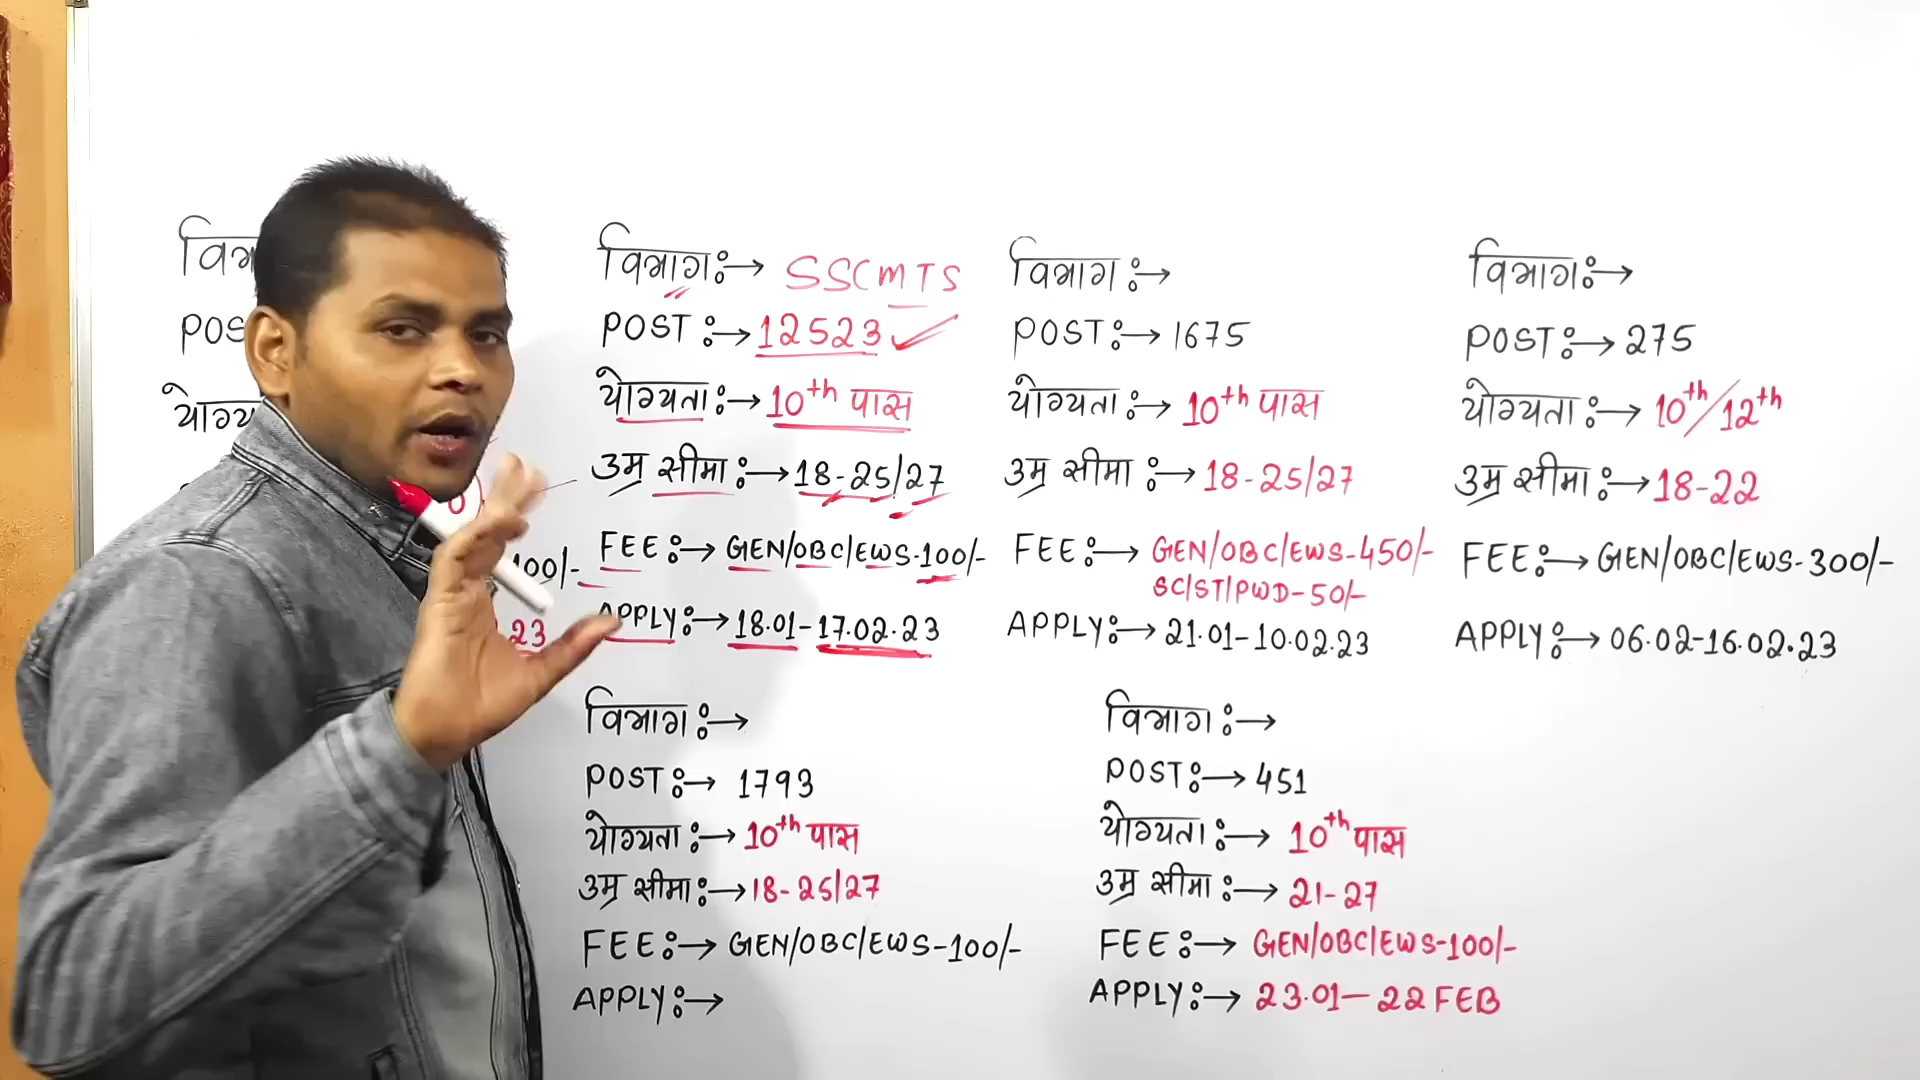 POS
100/-
23
विभाग:→ SSC MTS
POST:→ 12523 ✓
योग्यता:→ 10th पास
उम्र सीमा:→ 18-25/27
FEE:→ GEN/OBC/EWS-100/-
APPLY:→ 18.01-17.02.23
विभाग:→
POST:→ 1675
योग्यता:→ 10th पास
उम्र सीमा:→ 18-25/27
FEE:→ GEN/OBC/EWS-450/-
SC/ST/PWD-50/-
APPLY:→ 21.01-10.02.23
विभाग:→
POST:→ 275
योग्यता:→ 10th/12th
उम्र सीमा:→ 18-22
FEE:→ GEN/OBC/EWS-300/-
APPLY:→ 06.02-16.02.23
विभाग:→
POST:→ 1793
योग्यता:→ 10th पास
उम्र सीमा:→ 18-25/27
FEE:→ GEN/OBC/EWS-100/-
APPLY:→
विभाग:→
POST:→ 451
योग्यता:→ 10th पास
उम्र सीमा:→ 21-27
FEE:→ GEN/OBC/EWS-100/-
APPLY:→ 23.01-22 FEB